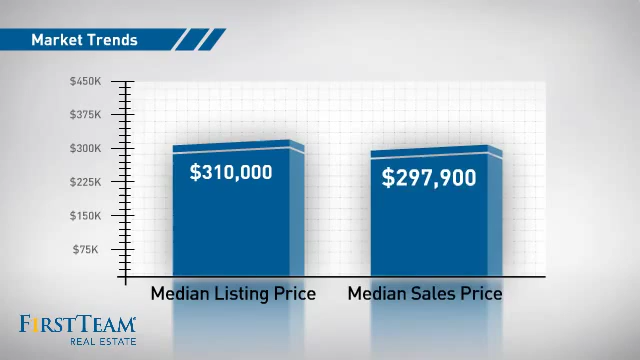 Market Trends
$450K
$375K
$300K
$225K
$150K
$75K
$310,000
$297,900
Median Listing Price
Median Sales Price
FIRSTTEAM®
REAL ESTATE